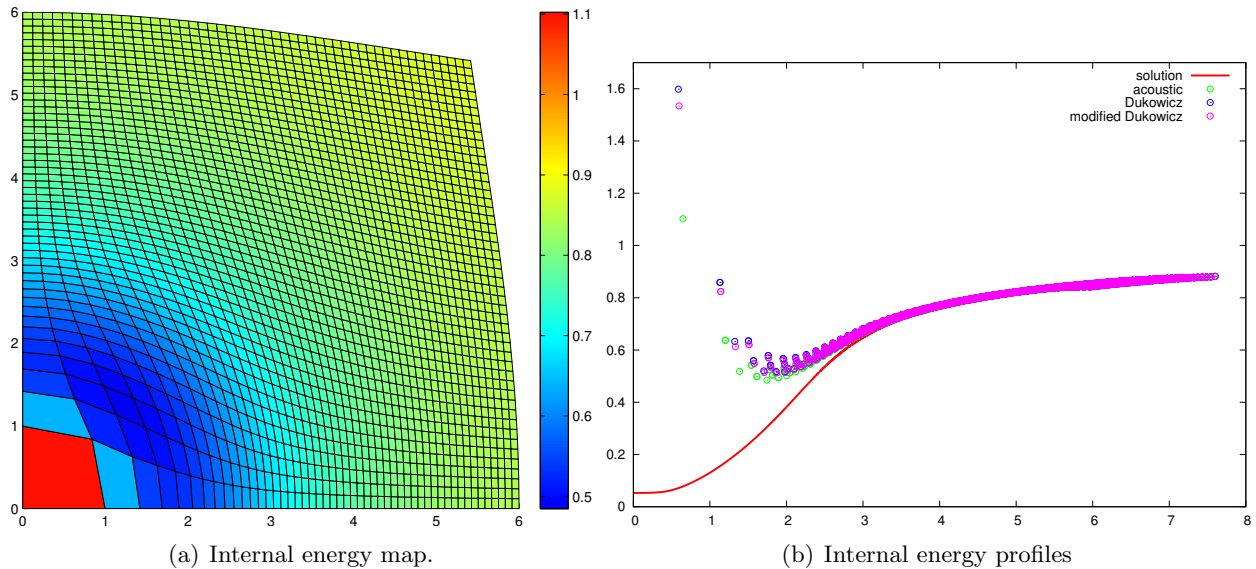 6
5
4
3
2
1
0
0 1 2 3 4 5 6
1.1
1
0.9
0.8
0.7
0.6
0.5
(a) Internal energy map.
solution
acoustic
Dukowicz
modified Dukowicz
1.6
1.4
1.2
1
0.8
0.6
0.4
0.2
0
0 1 2 3 4 5 6 7 8
(b) Internal energy profiles